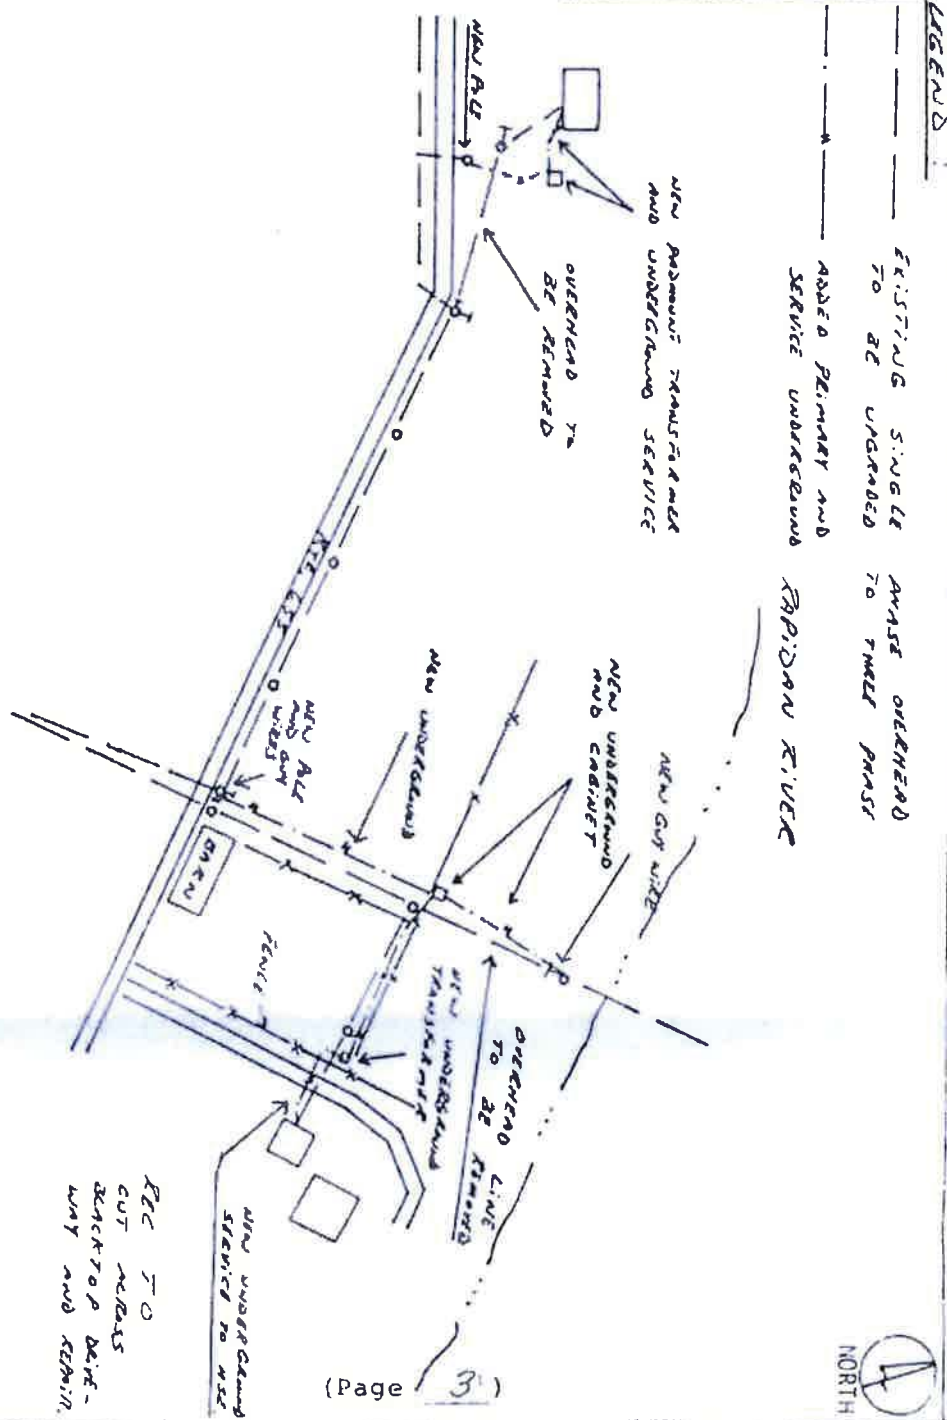 LEGEND:
EXISTING SINGLE PHASE OVERHEAD
TO BE UPGRADED TO THREE PHASE
ADDED PRIMARY AND
SERVICE UNDERGROUND
RAPIDAN RIVER
NORTH
NEW PADMOUNT TRANSFORMER
AND UNDERGROUND SERVICE
NEW POLE
OVERHEAD TO
BE REMOVED
NEW GUY WIRE
NEW UNDERGROUND
AND CABINET
NEW UNDERGROUND
RTE 655
NEW POLE
AND GUY
WIRES
BARN
FENCE
OVERHEAD LINE
TO BE REMOVED
NEW UNDERGROUND
TRANSFORMER
NEW UNDERGROUND
SERVICE TO HSE.
REC TO
CUT ACROSS
BLACKTOP DRIVE-
WAY AND REPAIR.
(Page 3)